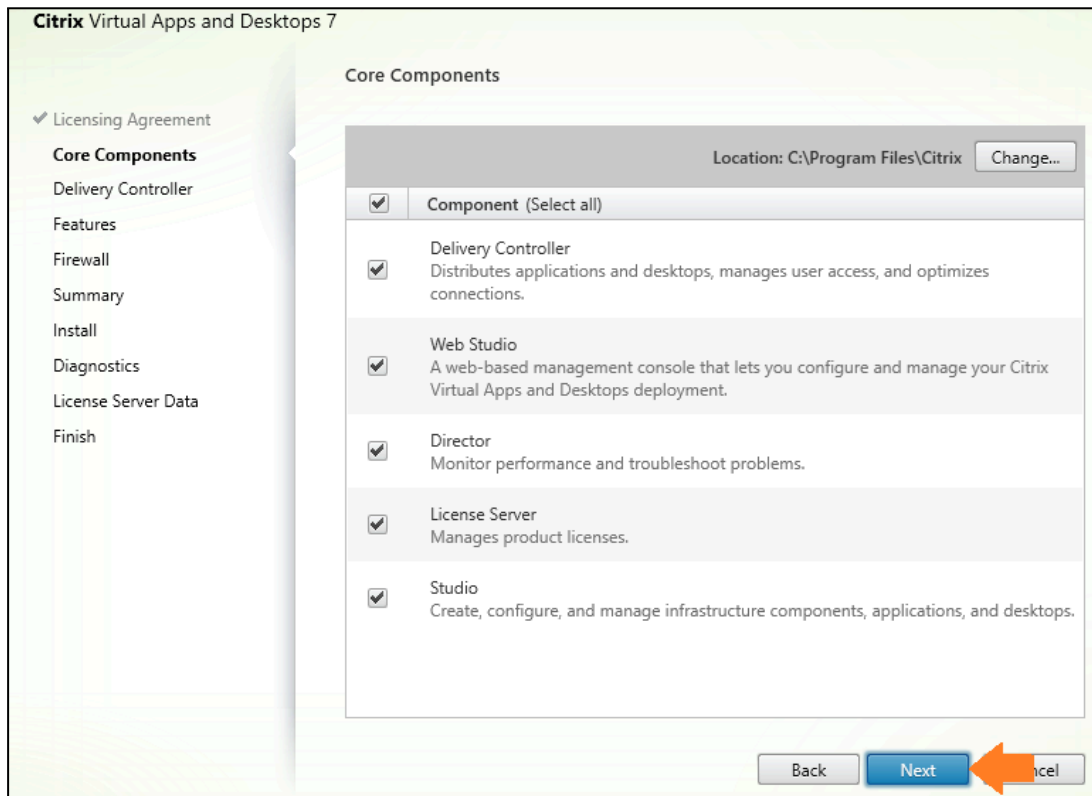 Citrix Virtual Apps and Desktops 7
Core Components
Licensing Agreement
Core Components
Delivery Controller
Features
Firewall
Summary
Install
Diagnostics
License Server Data
Finish
Location: C:\Program Files\Citrix
Change...
Component (Select all)
Delivery Controller
Distributes applications and desktops, manages user access, and optimizes
connections.
Web Studio
A web-based management console that lets you configure and manage your Citrix
Virtual Apps and Desktops deployment.
Director
Monitor performance and troubleshoot problems.
License Server
Manages product licenses.
Studio
Create, configure, and manage infrastructure components, applications, and desktops.
Back
Next